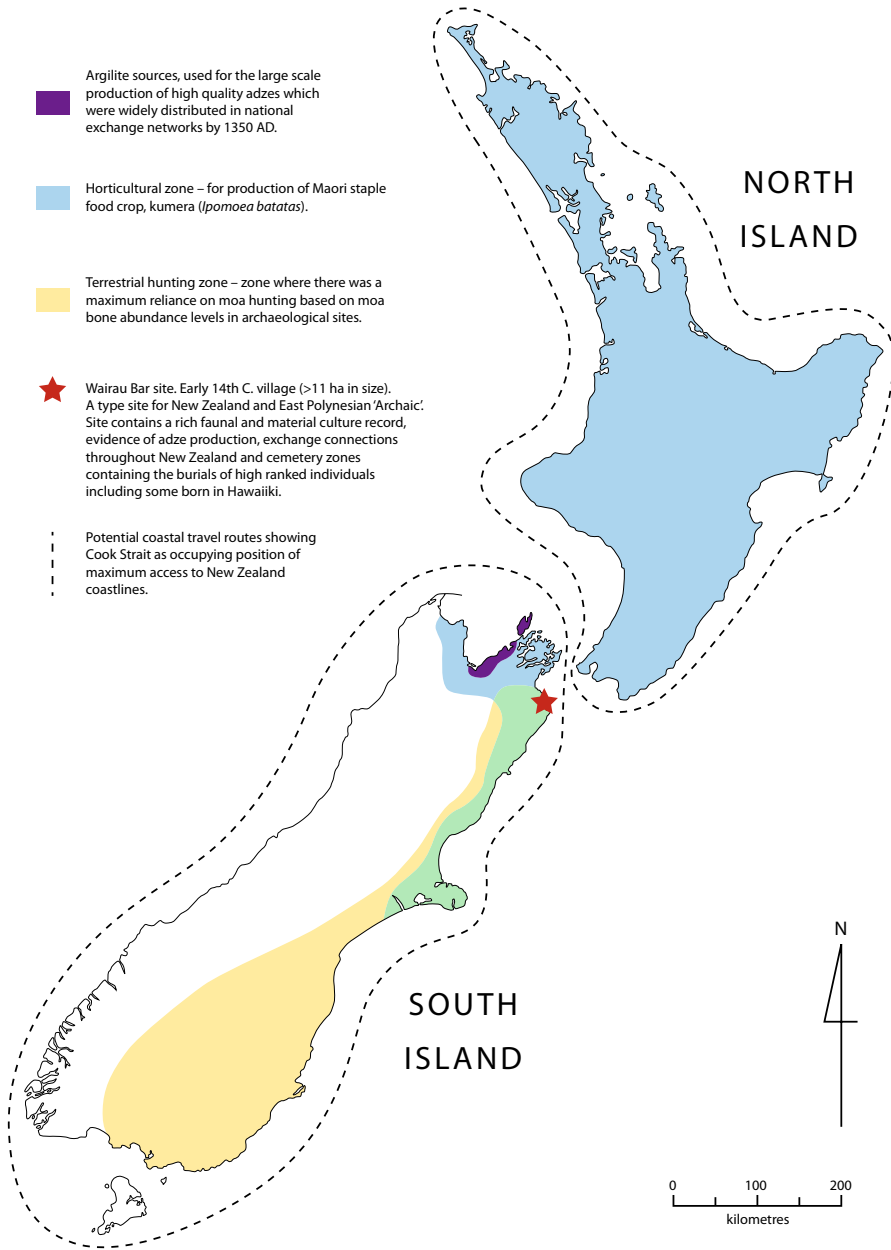 Argilite sources, used for the large scale
production of high quality adzes which
were widely distributed in national
exchange networks by 1350 AD.
Horticultural zone – for production of Maori staple
food crop, kumera (Ipomoea batatas).
Terrestrial hunting zone – zone where there was a
maximum reliance on moa hunting based on moa
bone abundance levels in archaeological sites.
Wairau Bar site. Early 14th C. village (>11 ha in size).
A type site for New Zealand and East Polynesian ‘Archaic’.
Site contains a rich faunal and material culture record,
evidence of adze production, exchange connections
throughout New Zealand and cemetery zones
containing the burials of high ranked individuals
including some born in Hawaiiki.
Potential coastal travel routes showing
Cook Strait as occupying position of
maximum access to New Zealand
coastlines.
NORTH
ISLAND
SOUTH
ISLAND
N
0 100 200
kilometres